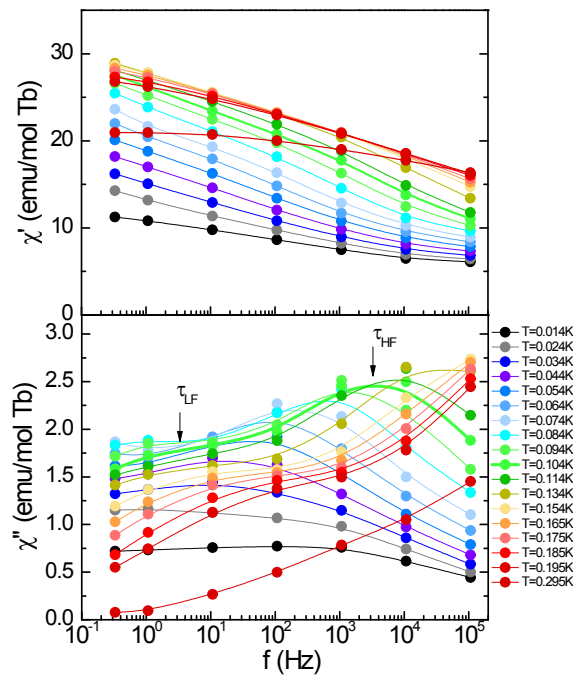 30
20
10
0
χ' (emu/mol Tb)
3.0
2.5
2.0
1.5
1.0
0.5
0.0
χ" (emu/mol Tb)
τLF
τHF
10⁻¹ 10⁰ 10¹ 10² 10³ 10⁴ 10⁵
f (Hz)
T=0.014K
T=0.024K
T=0.034K
T=0.044K
T=0.054K
T=0.064K
T=0.074K
T=0.084K
T=0.094K
T=0.104K
T=0.114K
T=0.134K
T=0.154K
T=0.165K
T=0.175K
T=0.185K
T=0.195K
T=0.295K